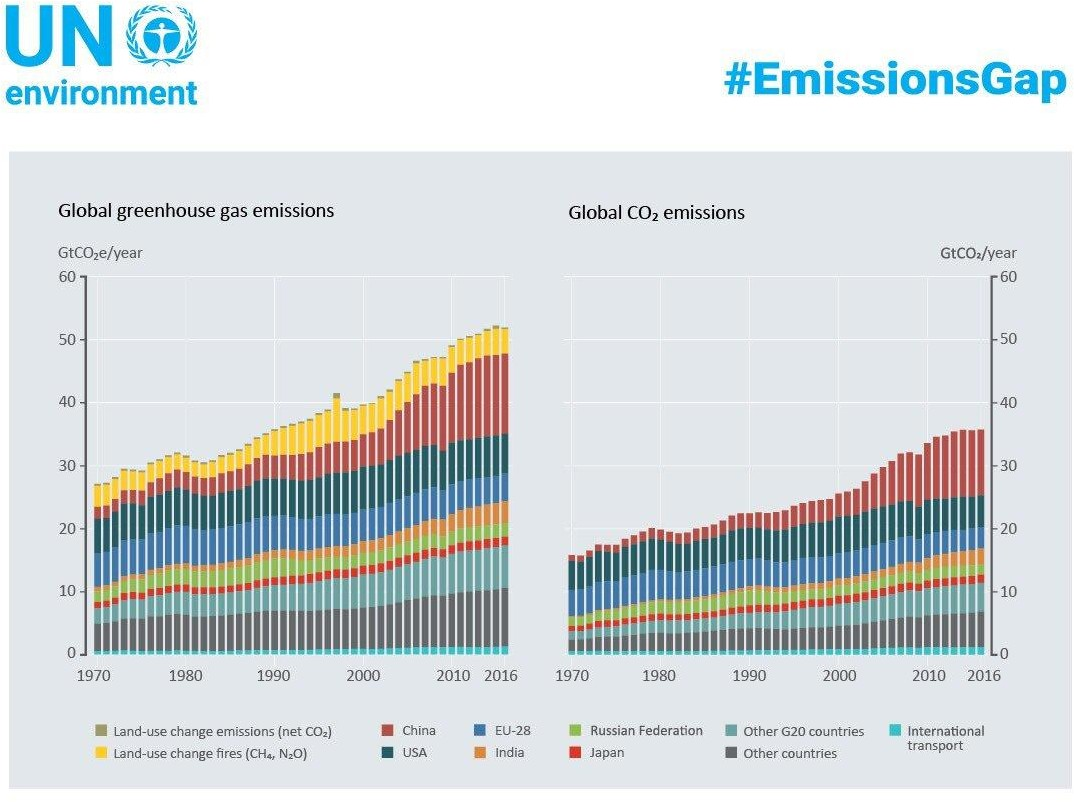 UN
environment
#EmissionsGap
Global greenhouse gas emissions
Global CO₂ emissions
GtCO₂e/year
GtCO₂/year
60
50
40
30
20
10
0
1970
1980
1990
2000
2010
2016
60
50
40
30
20
10
0
1970
1980
1990
2000
2010
2016
Land-use change emissions (net CO₂)
Land-use change fires (CH₄, N₂O)
China
USA
EU-28
India
Russian Federation
Japan
Other G20 countries
Other countries
International
transport